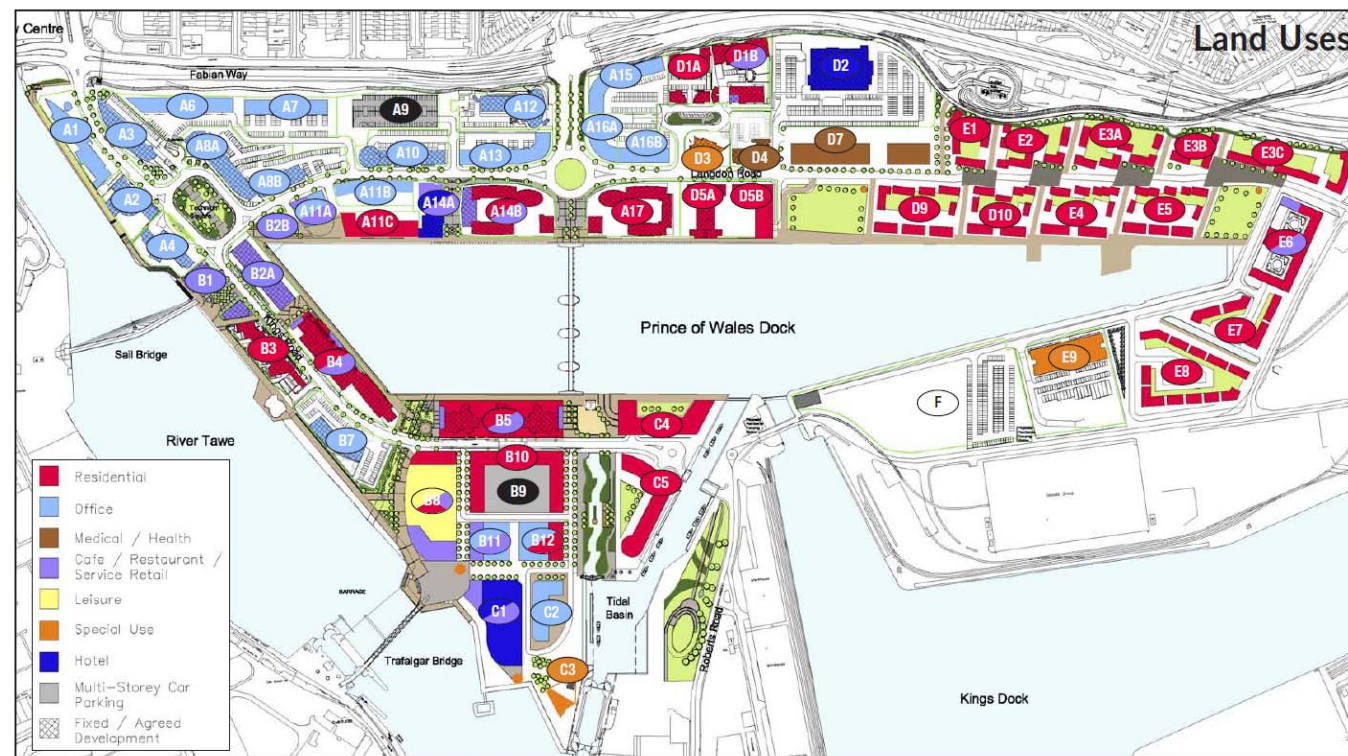 y Centre
Land Uses
Fabian Way
A15
D1A
D1B
D2
A1
A3
A6
A7
A9
A12
A8A
A10
A13
A16A
A16B
D3
D4
D7
E1
E2
E3A
E3B
E3C
Langdon Road
A2
A8B
A11A
A11B
A14A
A14B
A17
D5A
D5B
D9
D10
E4
E5
A4
B2B
A11C
E6
B1
B2A
Prince of Wales Dock
Sail Bridge
B3
B4
E7
E9
E8
F
B5
C4
River Tawe
B7
B10
B9
C5
B8
B11
B12
BARRAGE
C1
C2
Tidal
Basin
Roberts Road
Trafalgar Bridge
C3
Kings Dock
Residential
Office
Medical / Health
Cafe / Restaurant /
Service Retail
Leisure
Special Use
Hotel
Multi-Storey Car
Parking
Fixed / Agreed
Development